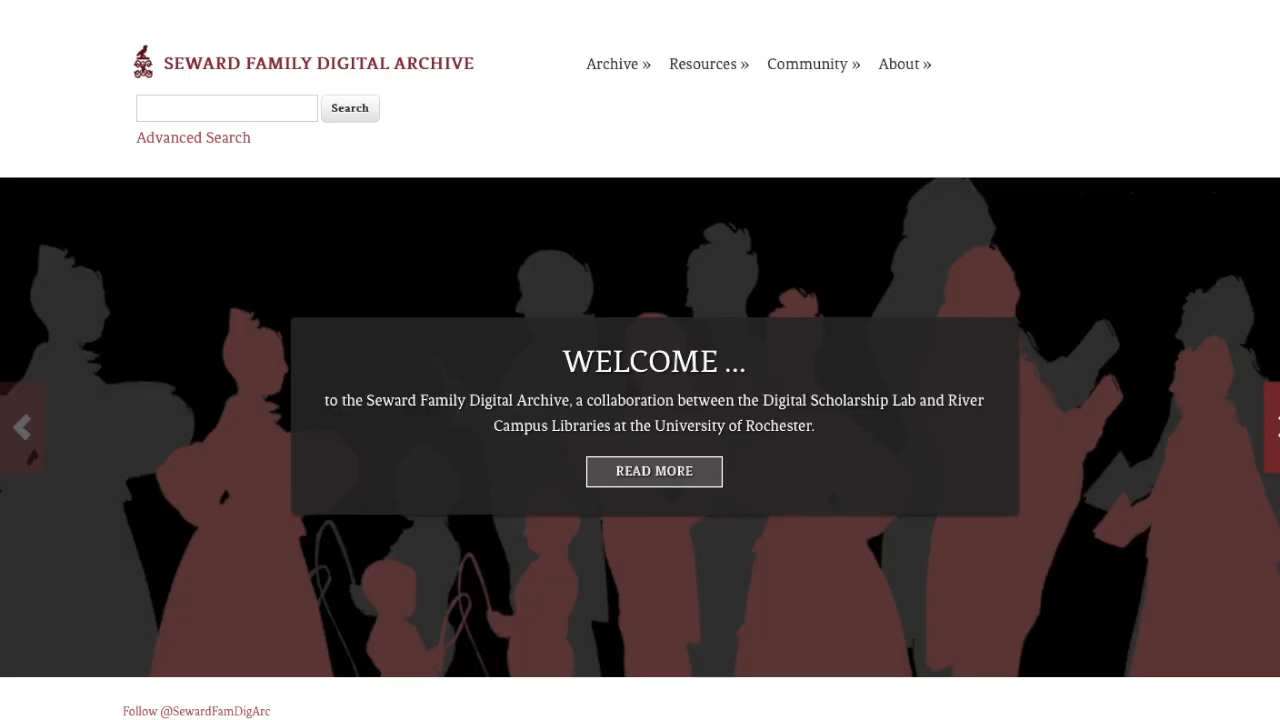 SEWARD FAMILY DIGITAL ARCHIVE
Archive » Resources » Community » About »
Search
Advanced Search
WELCOME ...
to the Seward Family Digital Archive, a collaboration between the Digital Scholarship Lab and River
Campus Libraries at the University of Rochester.
READ MORE
Follow @SewardFamDigArc